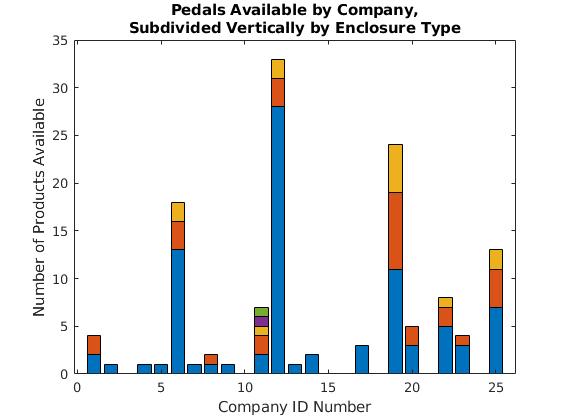 Pedals Available by Company,
Subdivided Vertically by Enclosure Type
35
30
25
20
15
10
5
0
Number of Products Available
0 5 10 15 20 25
Company ID Number